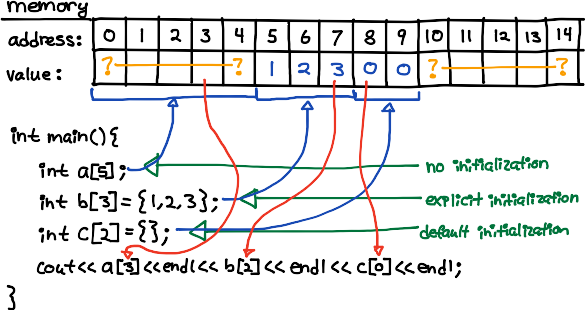 memory
address: 0 1 2 3 4 5 6 7 8 9 10 11 12 13 14
value: ? ? 1 2 3 0 0 ? ?
int main(){
int a[5]; no initialization
int b[3]={1,2,3}; explicit initialization
int c[2]={}; default initialization
cout<< a[3]<<endl<< b[2]<< endl<< c[0]<<endl;
}